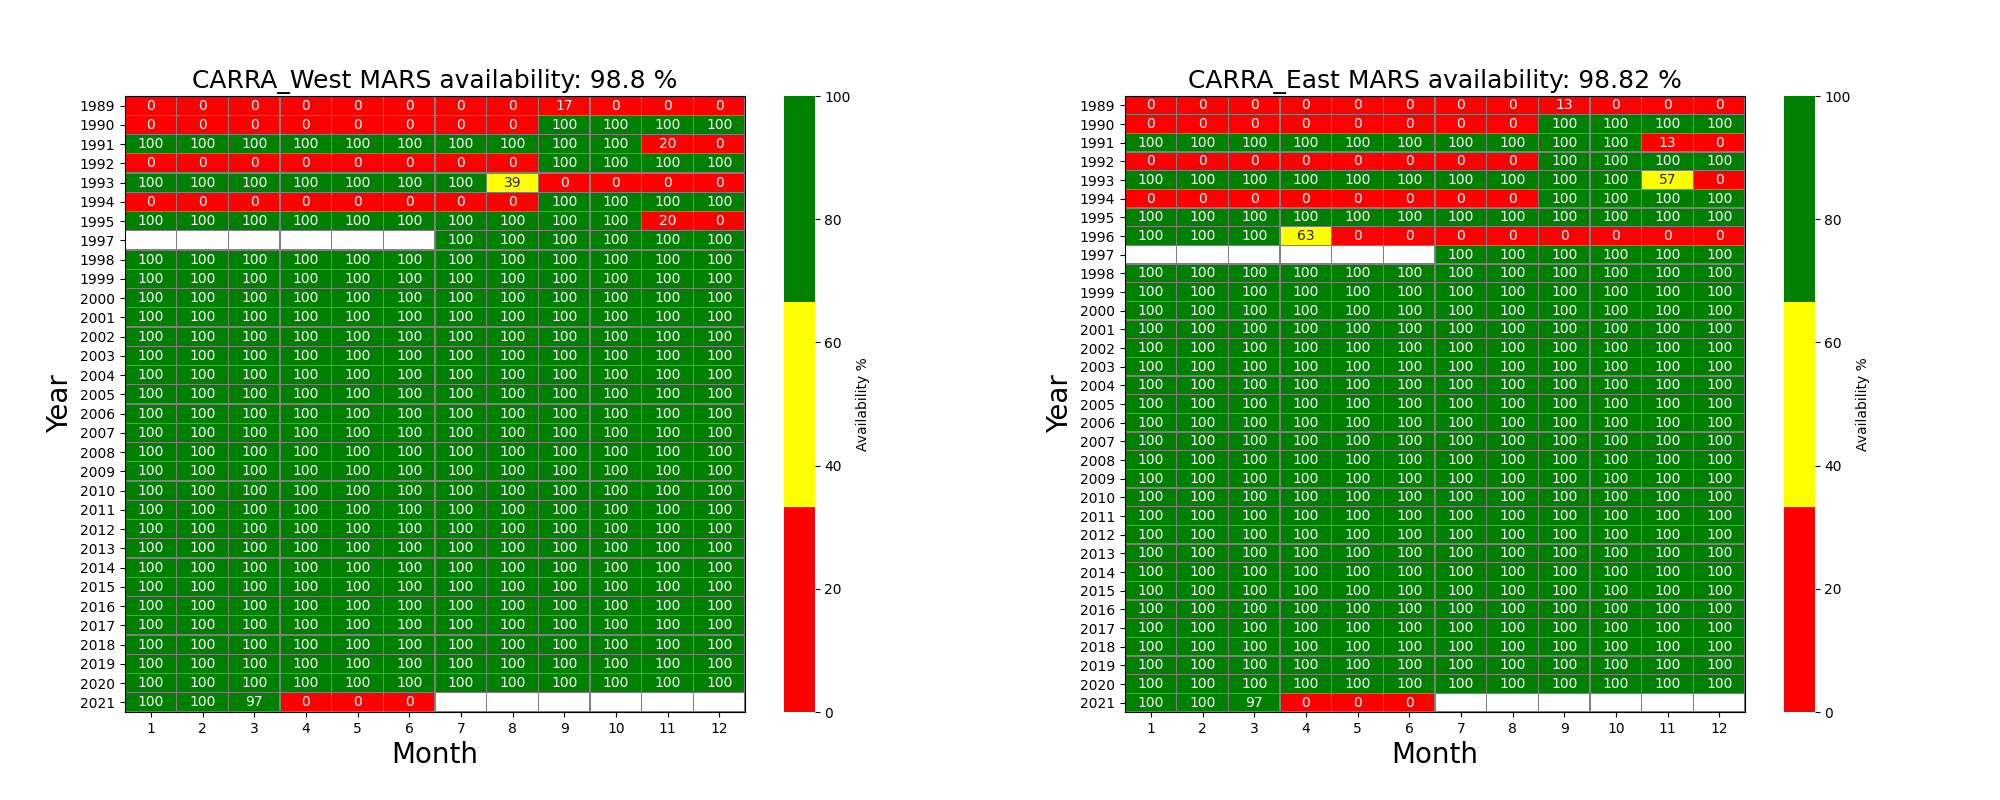 CARRA_West MARS availability: 98.8 %
1989 0 0 0 0 0 0 0 0 17 0 0 0
1990 0 0 0 0 0 0 0 0 100 100 100 100
1991 100 100 100 100 100 100 100 100 100 100 20 0
1992 0 0 0 0 0 0 0 0 100 100 100 100
1993 100 100 100 100 100 100 100 39 0 0 0 0
1994 0 0 0 0 0 0 0 0 100 100 100 100
1995 100 100 100 100 100 100 100 100 100 100 20 0
1997 100 100 100 100 100 100
1998 100 100 100 100 100 100 100 100 100 100 100 100
1999 100 100 100 100 100 100 100 100 100 100 100 100
2000 100 100 100 100 100 100 100 100 100 100 100 100
2001 100 100 100 100 100 100 100 100 100 100 100 100
2002 100 100 100 100 100 100 100 100 100 100 100 100
2003 100 100 100 100 100 100 100 100 100 100 100 100
2004 100 100 100 100 100 100 100 100 100 100 100 100
2005 100 100 100 100 100 100 100 100 100 100 100 100
2006 100 100 100 100 100 100 100 100 100 100 100 100
2007 100 100 100 100 100 100 100 100 100 100 100 100
2008 100 100 100 100 100 100 100 100 100 100 100 100
2009 100 100 100 100 100 100 100 100 100 100 100 100
2010 100 100 100 100 100 100 100 100 100 100 100 100
2011 100 100 100 100 100 100 100 100 100 100 100 100
2012 100 100 100 100 100 100 100 100 100 100 100 100
2013 100 100 100 100 100 100 100 100 100 100 100 100
2014 100 100 100 100 100 100 100 100 100 100 100 100
2015 100 100 100 100 100 100 100 100 100 100 100 100
2016 100 100 100 100 100 100 100 100 100 100 100 100
2017 100 100 100 100 100 100 100 100 100 100 100 100
2018 100 100 100 100 100 100 100 100 100 100 100 100
2019 100 100 100 100 100 100 100 100 100 100 100 100
2020 100 100 100 100 100 100 100 100 100 100 100 100
2021 100 100 97 0 0 0
1 2 3 4 5 6 7 8 9 10 11 12
Month
Year
100
80
60
40
20
0
Availability %
CARRA_East MARS availability: 98.82 %
1989 0 0 0 0 0 0 0 0 13 0 0 0
1990 0 0 0 0 0 0 0 0 100 100 100 100
1991 100 100 100 100 100 100 100 100 100 100 13 0
1992 0 0 0 0 0 0 0 0 100 100 100 100
1993 100 100 100 100 100 100 100 100 100 100 57 0
1994 0 0 0 0 0 0 0 0 100 100 100 100
1995 100 100 100 100 100 100 100 100 100 100 100 100
1996 100 100 100 63 0 0 0 0 0 0 0 0
1997 100 100 100 100 100 100
1998 100 100 100 100 100 100 100 100 100 100 100 100
1999 100 100 100 100 100 100 100 100 100 100 100 100
2000 100 100 100 100 100 100 100 100 100 100 100 100
2001 100 100 100 100 100 100 100 100 100 100 100 100
2002 100 100 100 100 100 100 100 100 100 100 100 100
2003 100 100 100 100 100 100 100 100 100 100 100 100
2004 100 100 100 100 100 100 100 100 100 100 100 100
2005 100 100 100 100 100 100 100 100 100 100 100 100
2006 100 100 100 100 100 100 100 100 100 100 100 100
2007 100 100 100 100 100 100 100 100 100 100 100 100
2008 100 100 100 100 100 100 100 100 100 100 100 100
2009 100 100 100 100 100 100 100 100 100 100 100 100
2010 100 100 100 100 100 100 100 100 100 100 100 100
2011 100 100 100 100 100 100 100 100 100 100 100 100
2012 100 100 100 100 100 100 100 100 100 100 100 100
2013 100 100 100 100 100 100 100 100 100 100 100 100
2014 100 100 100 100 100 100 100 100 100 100 100 100
2015 100 100 100 100 100 100 100 100 100 100 100 100
2016 100 100 100 100 100 100 100 100 100 100 100 100
2017 100 100 100 100 100 100 100 100 100 100 100 100
2018 100 100 100 100 100 100 100 100 100 100 100 100
2019 100 100 100 100 100 100 100 100 100 100 100 100
2020 100 100 100 100 100 100 100 100 100 100 100 100
2021 100 100 97 0 0 0
1 2 3 4 5 6 7 8 9 10 11 12
Month
Year
100
80
60
40
20
0
Availability %